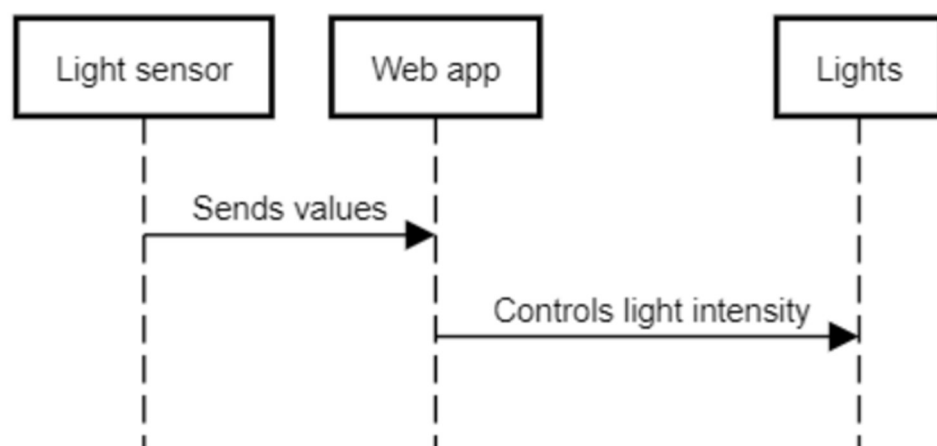 Light sensor
Web app
Lights
Sends values
Controls light intensity